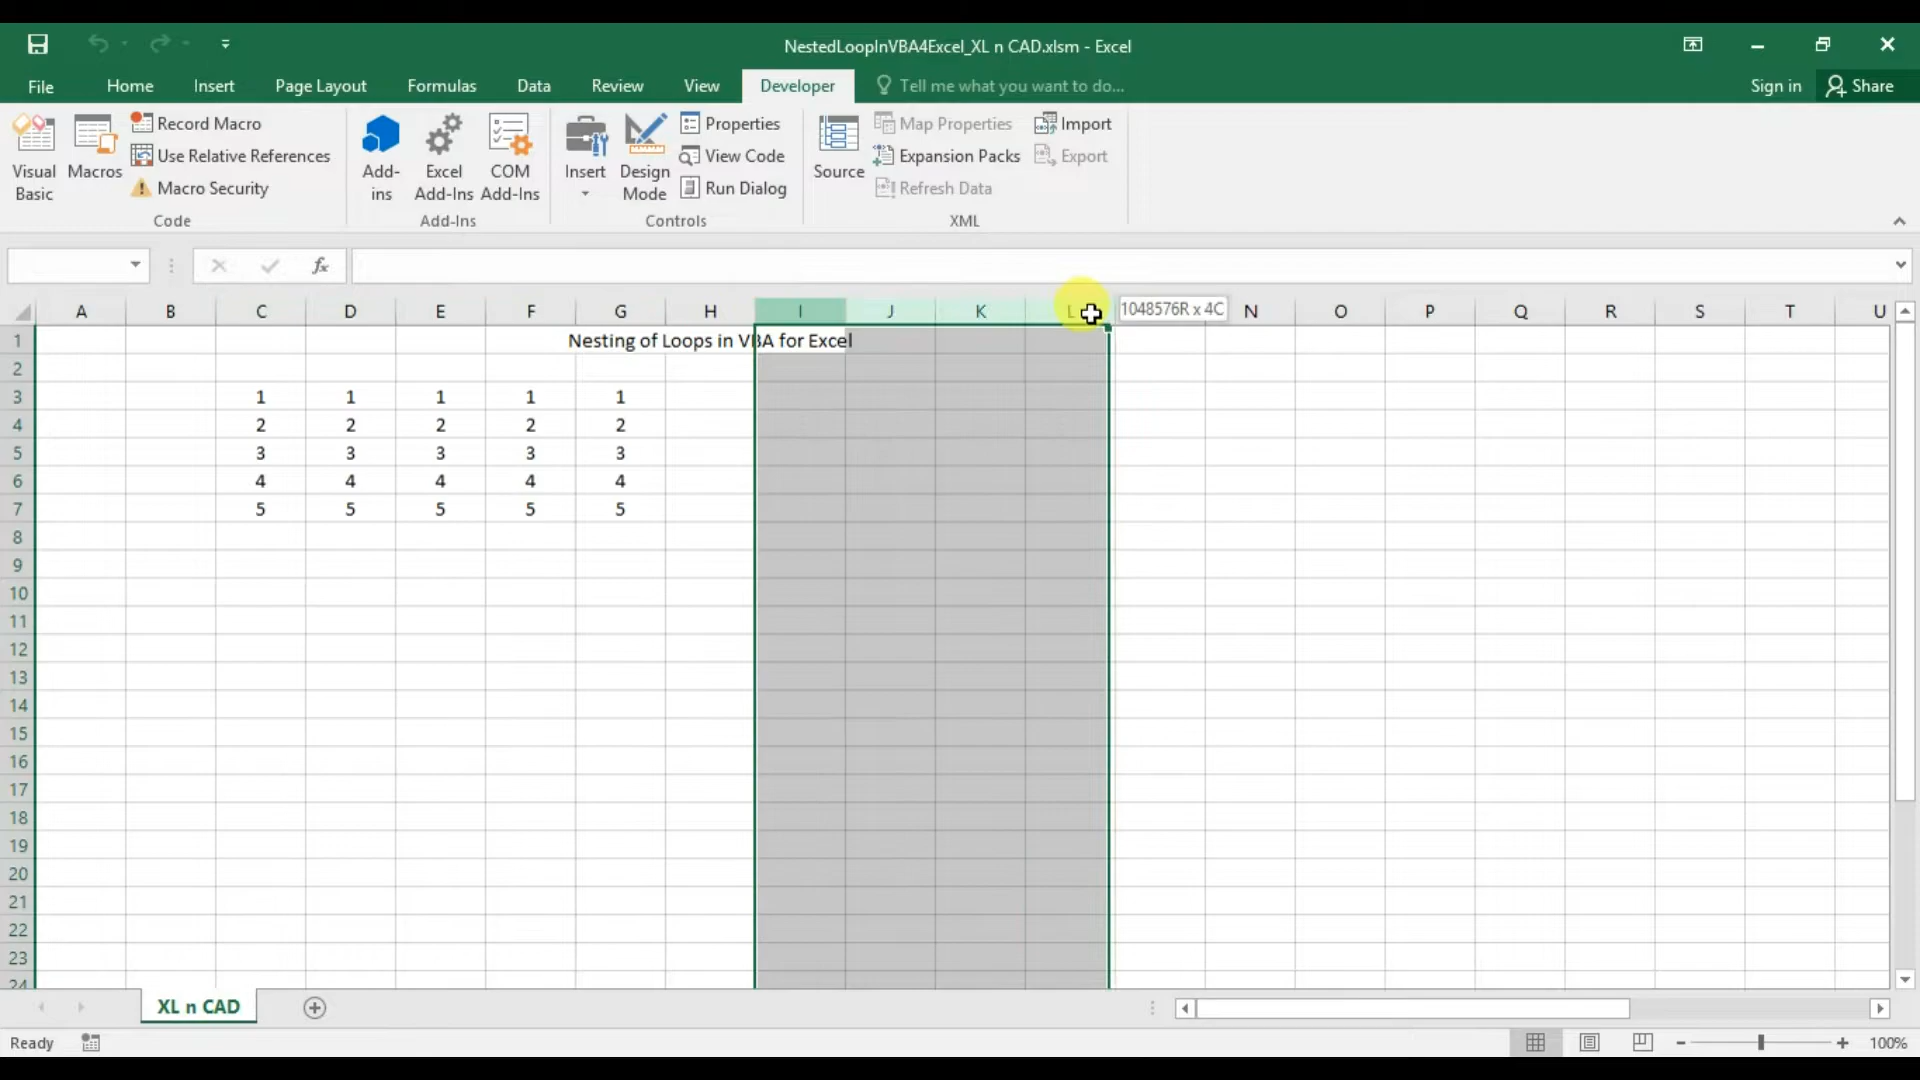 NestedLoopInVBA4Excel_XL n CAD.xlsm - Excel
File Home Insert Page Layout Formulas Data Review View Developer Tell me what you want to do... Sign in Share
Visual Basic
Macros
Record Macro
Use Relative References
Macro Security
Code
Add-ins
Excel Add-Ins
COM Add-Ins
Add-Ins
Insert
Design Mode
Properties
View Code
Run Dialog
Controls
Source
Map Properties
Expansion Packs
Refresh Data
Import
Export
XML
fx
A B C D E F G H I J K L 1048576R x 4C N O P Q R S T U
1 Nesting of Loops in VBA for Excel
2
3 1 1 1 1 1
4 2 2 2 2 2
5 3 3 3 3 3
6 4 4 4 4 4
7 5 5 5 5 5
8
9
10
11
12
13
14
15
16
17
18
19
20
21
22
23
24
XL n CAD
Ready
100%